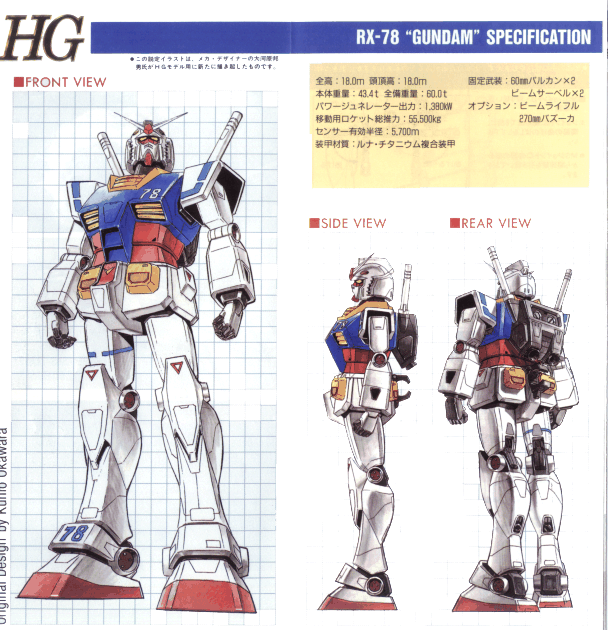 HG
RX-78 “GUNDAM” SPECIFICATION
◆この設定イラストは、メカ・デザイナーの大河原邦
男氏がHGモデル用に新たに描き起したものです。
■FRONT VIEW
全高：18.0m 頭頂高：18.0m
本体重量：43.4t 全備重量：60.0t
パワージェネレーター出力：1,380kW
移動用ロケット総推力：55,500kg
センサー有効半径：5,700m
装甲材質：ルナ・チタニウム複合装甲
固定武装：60㎜バルカン×2
ビームサーベル×2
オプション：ビームライフル
270㎜バズーカ
■SIDE VIEW
■REAR VIEW
78
78
Original Design by Kunio Okawara